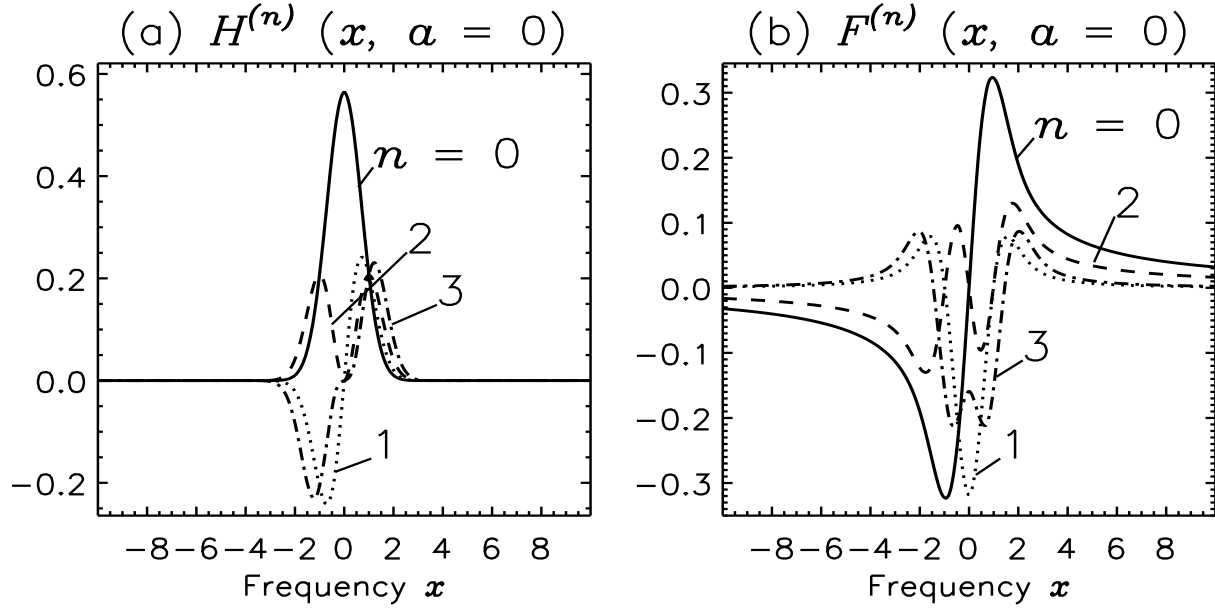 (a) H^(n) (x, a = 0)
0.6
0.4
0.2
0.0
−0.2
n = 0
2
3
1
−8 −6 −4 −2 0 2 4 6 8
Frequency x
(b) F^(n) (x, a = 0)
0.3
0.2
0.1
0.0
−0.1
−0.2
−0.3
n = 0
2
3
1
−8 −6 −4 −2 0 2 4 6 8
Frequency x